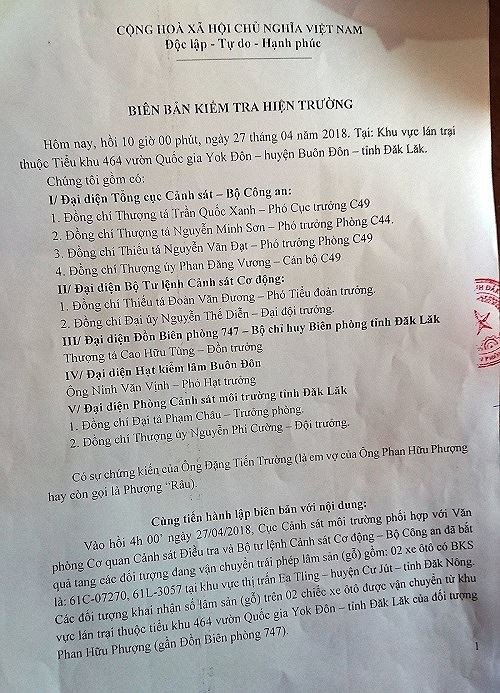 CỘNG HOÀ XÃ HỘI CHỦ NGHĨA VIỆT NAM
Độc lập - Tự do - Hạnh phúc
BIÊN BẢN KIỂM TRA HIỆN TRƯỜNG
Hôm nay, hồi 10 giờ 00 phút, ngày 27 tháng 04 năm 2018. Tại: Khu vực lán trại
thuộc Tiểu khu 464 vườn Quốc gia Yok Đôn – huyện Buôn Đôn – tỉnh Đăk Lăk.
Chúng tôi gồm có:
I/ Đại diện Tổng cục Cảnh sát – Bộ Công an:
1. Đồng chí Thượng tá Trần Quốc Xanh – Phó Cục trưởng C49
2. Đồng chí Thượng tá Nguyễn Minh Sơn – Phó trưởng Phòng C44.
3. Đồng chí Thiếu tá Nguyễn Văn Đạt – Phó trưởng Phòng C49
4. Đồng chí Thượng úy Phan Đăng Vương – Cán bộ C49
II/ Đại diện Bộ Tư lệnh Cảnh sát Cơ động:
1. Đồng chí Thiếu tá Đoàn Văn Đương – Phó Tiểu đoàn trưởng.
2. Đồng chí Đại úy Nguyễn Thế Diễn – Đại đội trưởng.
III/ Đại diện Đồn Biên phòng 747 – Bộ chỉ huy Biên phòng tỉnh Đăk Lăk
Thượng tá Cao Hữu Tùng – Đồn trưởng
IV/ Đại diện Hạt kiểm lâm Buôn Đôn
Ông Ninh Văn Vinh – Phó Hạt trưởng
V/ Đại diện Phòng Cảnh sát môi trường tỉnh Đăk Lăk
1. Đồng chí Đại tá Phạm Châu – Trưởng phòng.
2. Đồng chí Thượng úy Nguyễn Phi Cường – Đội trưởng.
Có sự chứng kiến của Ông Đặng Tiến Trường (là em vợ của Ông Phan Hữu Phượng
hay còn gọi là Phượng “Râu).
Cùng tiến hành lập biên bản với nội dung:
Vào hồi 4h 00’ ngày 27/04/2018, Cục Cảnh sát môi trường phối hợp với Văn
phòng Cơ quan Cảnh sát Điều tra và Bộ tư lệnh Cảnh sát Cơ động – Bộ Công an đã bắt
quả tang các đối tượng đang vận chuyển trái phép lâm sản (gỗ) gồm: 02 xe ôtô có BKS
là: 61C-07270, 61L-3057 tại khu vực thị trấn Ea Tling – huyện Cư Jút – tỉnh Đăk Nông.
Các đối tượng khai nhận số lâm sản (gỗ) trên 02 chiếc xe ôtô được vận chuyển từ khu
vực lán trại thuộc tiểu khu 464 vườn Quốc gia Yok Đôn – tỉnh Đăk Lăk của đối tượng
Phan Hữu Phượng (gần Đồn Biên phòng 747).
1